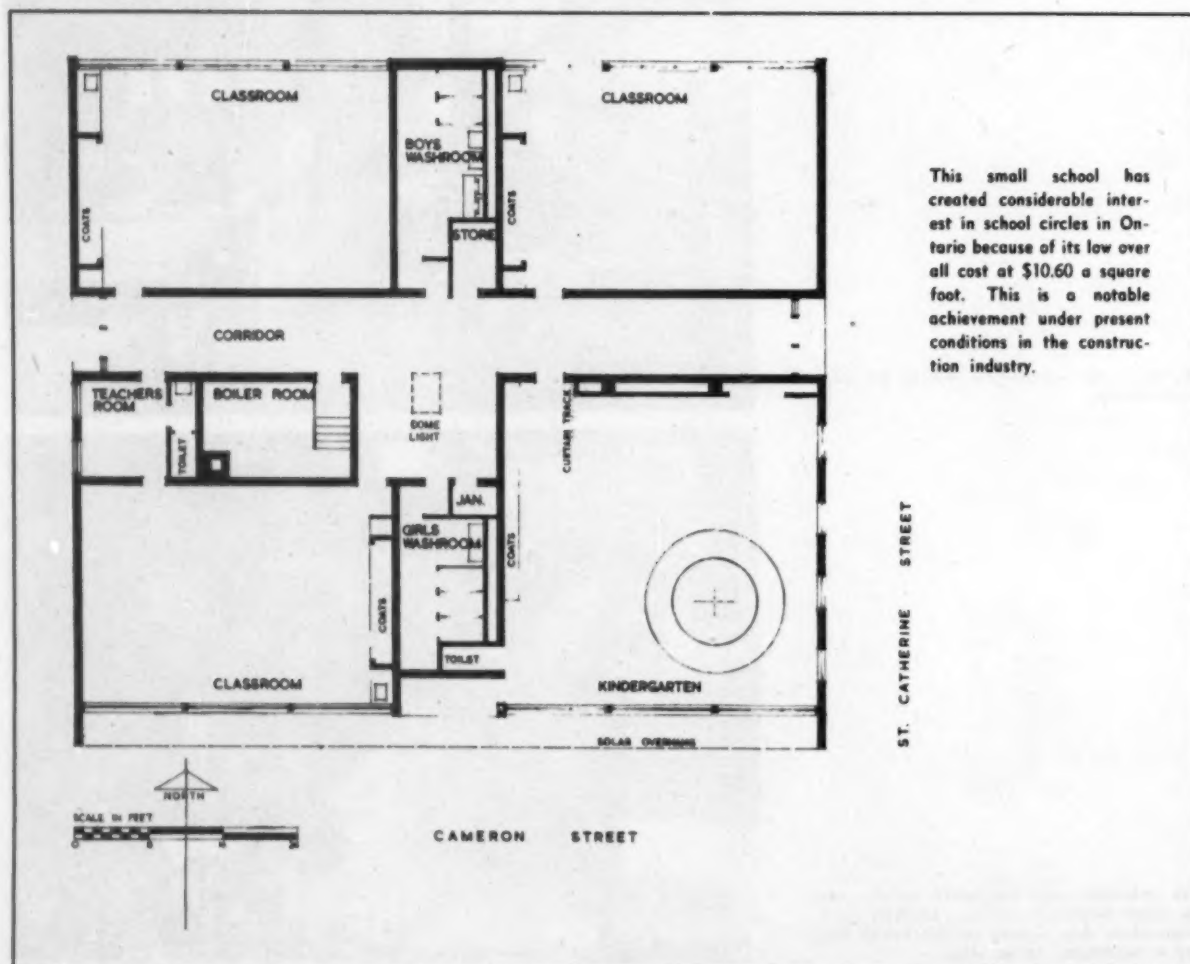 CLASSROOM
CLASSROOM
BOYS
WASHROOM
COATS
COATS
STORE
This small school has
created considerable inter-
est in school circles in On-
tario because of its low over
all cost at $10.60 a square
foot. This is a notable
achievement under present
conditions in the construc-
tion industry.
CORRIDOR
TEACHERS
ROOM
BOILER ROOM
TOILET
DOME
LIGHT
CURTAIN TRACK
JAN.
GIRLS
WASHROOM
COATS
COATS
TOILET
CLASSROOM
KINDERGARTEN
SOLAR OVERHANG
ST. CATHERINE STREET
NORTH
SCALE IN FEET
0
CAMERON STREET